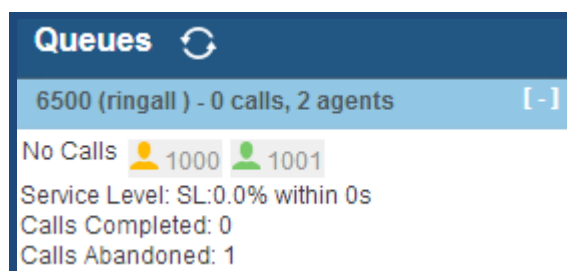 Queues
6500 (ringall ) - 0 calls, 2 agents [-]
No Calls 1000 1001
Service Level: SL:0.0% within 0s
Calls Completed: 0
Calls Abandoned: 1